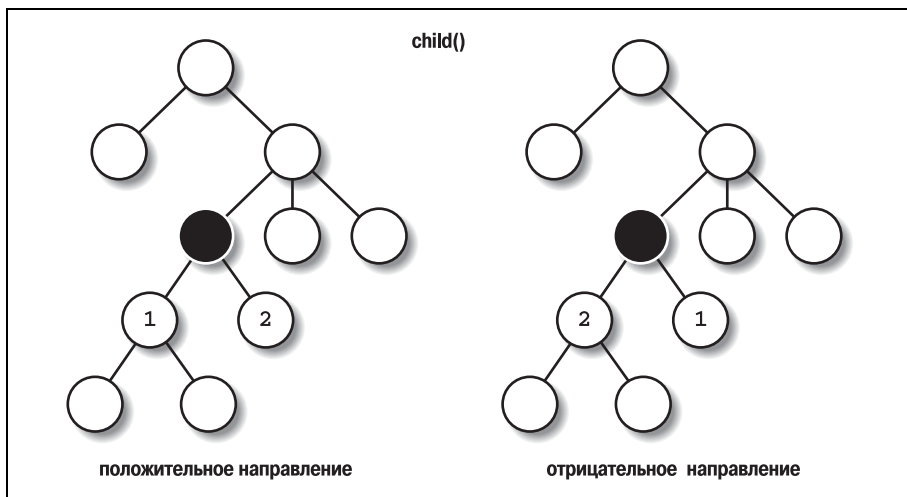 child()
1 2 2 1
положительное направление отрицательное направление